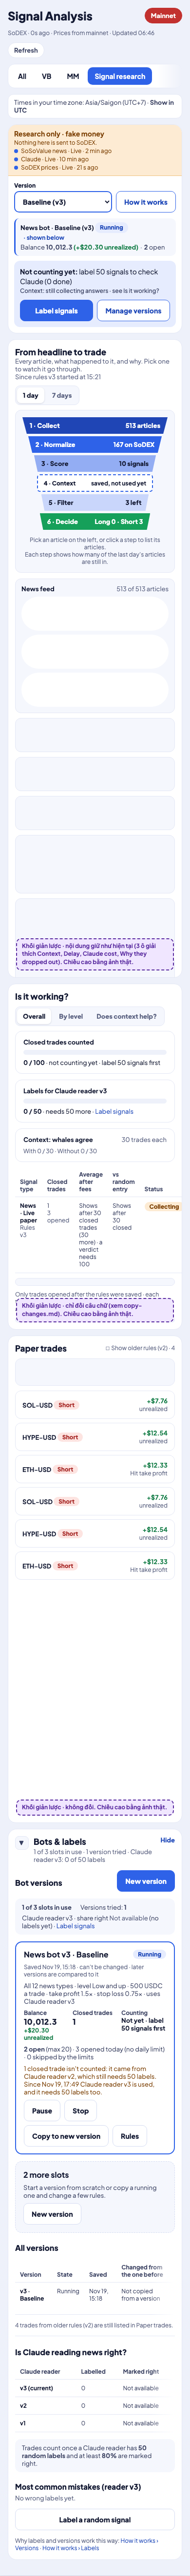 Signal Analysis
Mainnet
SoDEX · 0s ago · Prices from mainnet · Updated 06:46
Refresh
All
VB
MM
Signal research
Times in your time zone: Asia/Saigon (UTC+7) · Show in
UTC
Research only · fake money
Nothing here is sent to SoDEX.
SoSoValue news · Live · 2 min ago
Claude · Live · 10 min ago
SoDEX prices · Live · 21 s ago
Version
Baseline (v3)
How it works
News bot · Baseline (v3) Running
· shown below
Balance 10,012.3 (+$20.30 unrealized) · 2 open
Not counting yet: label 50 signals to check
Claude (0 done)
Context: still collecting answers · see Is it working?
Label signals
Manage versions
From headline to trade
Every article, what happened to it, and why. Pick one
to watch it go through.
Since rules v3 started at 15:21
1 day
7 days
1 · Collect 513 articles
2 · Normalize 167 on SoDEX
3 · Score 10 signals
4 · Context saved, not used yet
5 · Filter 3 left
6 · Decide Long 0 · Short 3
Pick an article on the left, or click a step to list its
articles.
Each step shows how many of the last day's articles
are still in.
News feed
513 of 513 articles
Khối giản lược · nội dung giữ như hiện tại (3 ô giải
thích Context, Delay, Claude cost, Why they
dropped out). Chiều cao bằng ảnh thật.
Is it working?
Overall
By level
Does context help?
Closed trades counted
0 / 100 · not counting yet · label 50 signals first
Labels for Claude reader v3
0 / 50 · needs 50 more · Label signals
Context: whales agree
30 trades each
With 0 / 30 · Without 0 / 30
Signal type
Closed trades
Average after fees
vs random entry
Status
News · Live paper Rules v3
1 3 opened
Shows after 30 closed trades (30 more) · a verdict needs 100
Shows after 30 closed
Collecting
Only trades opened after the rules were saved · each
Khối giản lược · chỉ đổi câu chữ (xem copy-
changes.md). Chiều cao bằng ảnh thật.
Paper trades
Show older rules (v2) · 4
SOL-USD Short
+$7.76
unrealized
HYPE-USD Short
+$12.54
unrealized
ETH-USD Short
+$12.33
Hit take profit
SOL-USD Short
+$7.76
unrealized
HYPE-USD Short
+$12.54
unrealized
ETH-USD Short
+$12.33
Hit take profit
Khối giản lược · không đổi. Chiều cao bằng ảnh thật.
Bots & labels
Hide
1 of 3 slots in use · 1 version tried · Claude
reader v3: 0 of 50 labels
Bot versions
New version
1 of 3 slots in use Versions tried: 1
Claude reader v3 · share right Not available (no
labels yet) · Label signals
News bot v3 · Baseline
Running
Saved Nov 19, 15:18 · can't be changed · later
versions are compared to it
All 12 news types · level Low and up · 500 USDC
a trade · take profit 1.5× · stop loss 0.75× · uses
Claude reader v3
Balance
10,012.3
+$20.30
unrealized
Closed trades
1
Counting
Not yet · label
50 signals first
2 open (max 20) · 3 opened today (no daily limit)
· 0 skipped by the limits
1 closed trade isn't counted: it came from
Claude reader v2, which still needs 50 labels.
Since Nov 19, 17:49 Claude reader v3 is used,
and it needs 50 labels too.
Pause
Stop
Copy to new version
Rules
2 more slots
Start a version from scratch or copy a running
one and change a few rules.
New version
All versions
Version
State
Saved
Changed from
the one before
v3 ·
Baseline
Running
Nov 19,
15:18
Not copied
from a version
4 trades from older rules (v2) are still listed in Paper trades.
Is Claude reading news right?
Claude reader
Labelled
Marked right
v3 (current)
0
Not available
v2
0
Not available
v1
0
Not available
Trades count once a Claude reader has 50
random labels and at least 80% are marked
right.
Most common mistakes (reader v3)
No wrong labels yet.
Label a random signal
Why labels and versions work this way: How it works ›
Versions · How it works › Labels